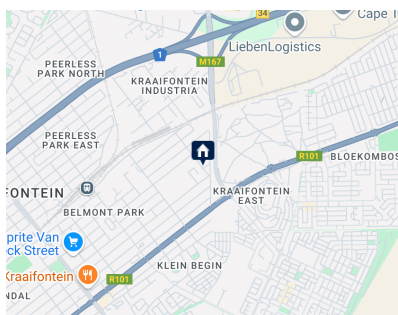 34
Cape T
LiebenLogistics
1
M167
PEERLESS
PARK NORTH
KRAAIFONTEIN
INDUSTRIA
PEERLESS
PARK EAST
R101
BLOEKOMBOS
FONTEIN
KRAAIFONTEIN
EAST
BELMONT PARK
prite Van
ck Street
KLEIN BEGIN
Kraaifontein
R101
NDAL